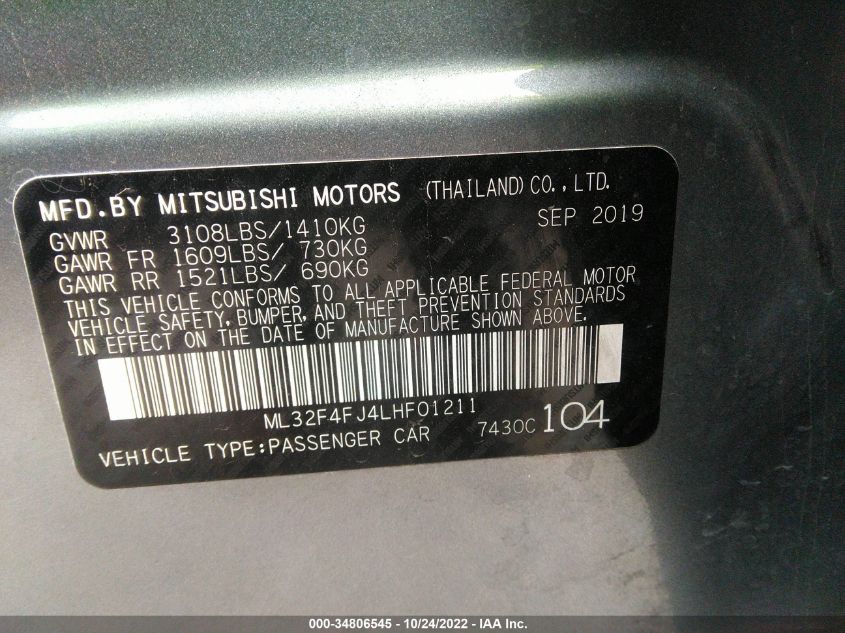 MFD.BY MITSUBISHI MOTORS (THAILAND)CO.,LTD.
GVWR 3108LBS/1410KG SEP 2019
GAWR FR 1609LBS/ 730KG
GAWR RR 1521LBS/ 690KG
THIS VEHICLE CONFORMS TO ALL APPLICABLE FEDERAL MOTOR
VEHICLE SAFETY, BUMPER, AND THEFT PREVENTION STANDARDS
IN EFFECT ON THE DATE OF MANUFACTURE SHOWN ABOVE.
ML32F4FJ4LHF01211
VEHICLE TYPE:PASSENGER CAR 7430C 104
000-34806545 - 10/24/2022 - IAA Inc.